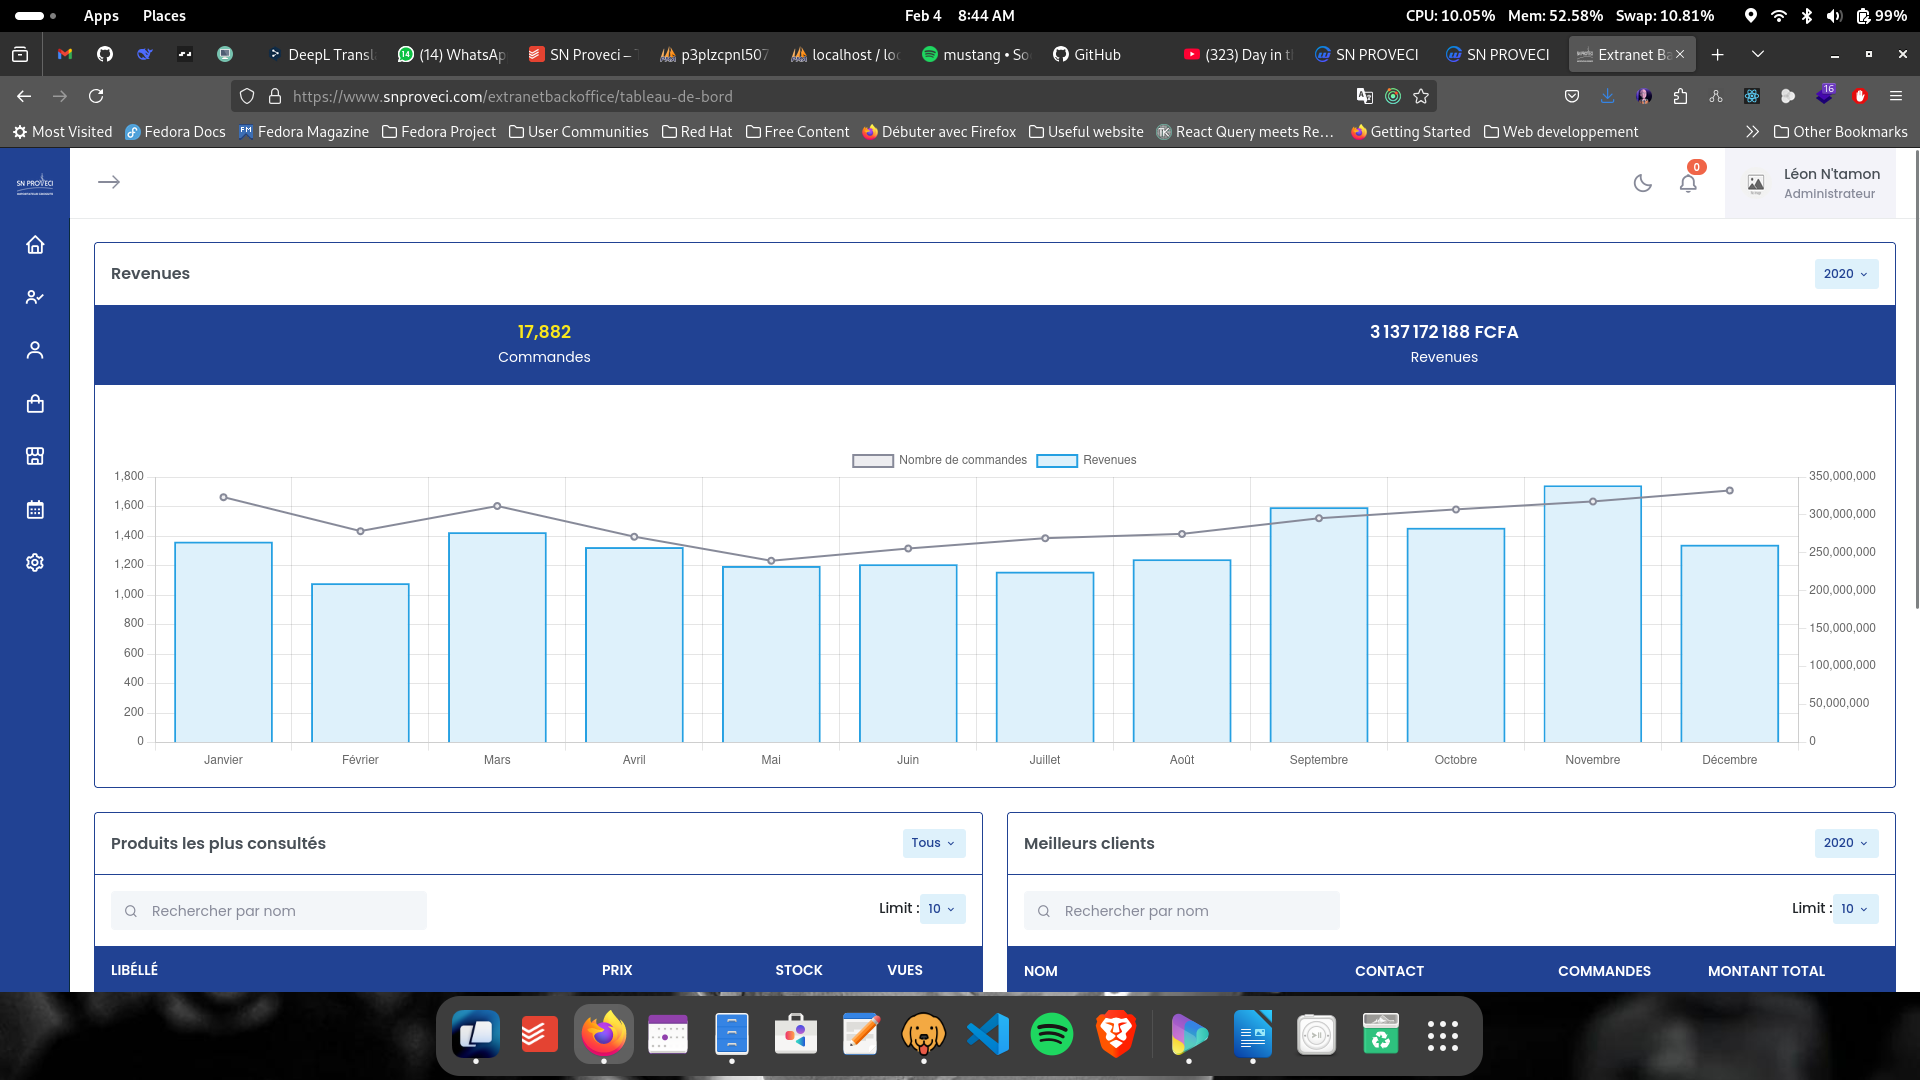 Apps Places Feb 4 8:44 AM CPU: 10.05% Mem: 52.58% Swap: 10.81% 99%
DeepL Transl (14) WhatsAp SN Proveci – p3plzcpnl507 localhost / lo mustang • So GitHub (323) Day in t SN PROVECI SN PROVECI Extranet Ba
https://www.snproveci.com/extranetbackoffice/tableau-de-bord 16
Most Visited Fedora Docs Fedora Magazine Fedora Project User Communities Red Hat Free Content Débuter avec Firefox Useful website React Query meets Re… Getting Started Web developpement Other Bookmarks
SN PROVECI
0
Léon N'tamon
Administrateur
Revenues 2020
17,882 3 137 172 188 FCFA
Commandes Revenues
Nombre de commandes Revenues
1,800 350,000,000
1,600 300,000,000
1,400 250,000,000
1,200 200,000,000
1,000 150,000,000
800 100,000,000
600 50,000,000
400 0
200
0
Janvier Février Mars Avril Mai Juin Juillet Août Septembre Octobre Novembre Décembre
Produits les plus consultés Tous
Rechercher par nom Limit : 10
LIBÉLLÉ PRIX STOCK VUES
Meilleurs clients 2020
Rechercher par nom Limit : 10
NOM CONTACT COMMANDES MONTANT TOTAL